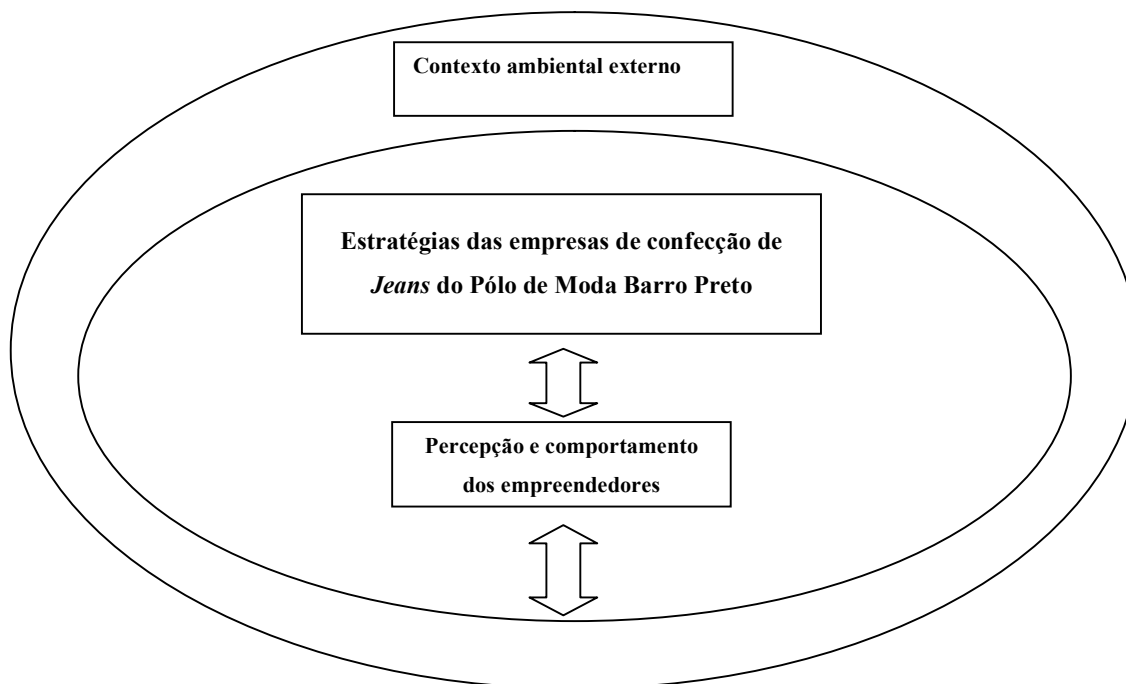 Contexto ambiental externo
Estratégias das empresas de confecção de
Jeans do Pólo de Moda Barro Preto
Percepção e comportamento
dos empreendedores